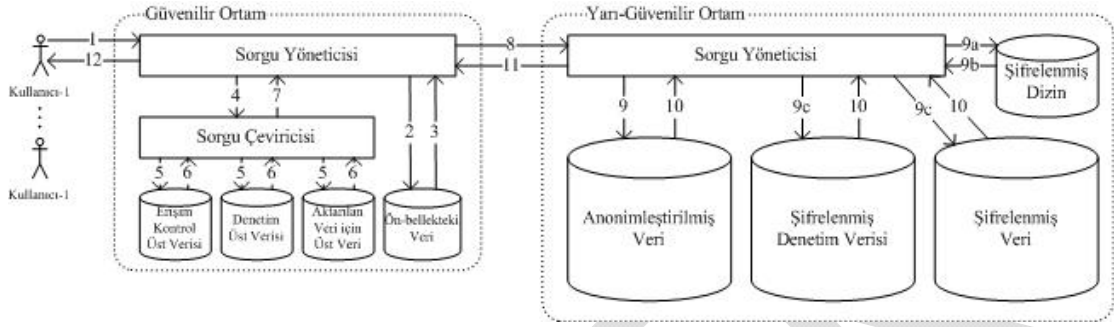 Güvenilir Ortam
Yarı-Güvenilir Ortam
1
12
Kullanıcı-1
Kullanıcı-1
Sorgu Yöneticisi
8
11
Sorgu Yöneticisi
9a
9b
Şifrelenmiş
Dizin
4
7
2
3
9
10
9c
10
9c
10
Sorgu Çeviricisi
5
6
5
6
5
6
Erişim
Kontrol
Üst Verisi
Denetim
Üst Verisi
Aktarılan
Veri için
Üst Veri
Ön-bellekteki
Veri
Anonimleştirilmiş
Veri
Şifrelenmiş
Denetim Verisi
Şifrelenmiş
Veri